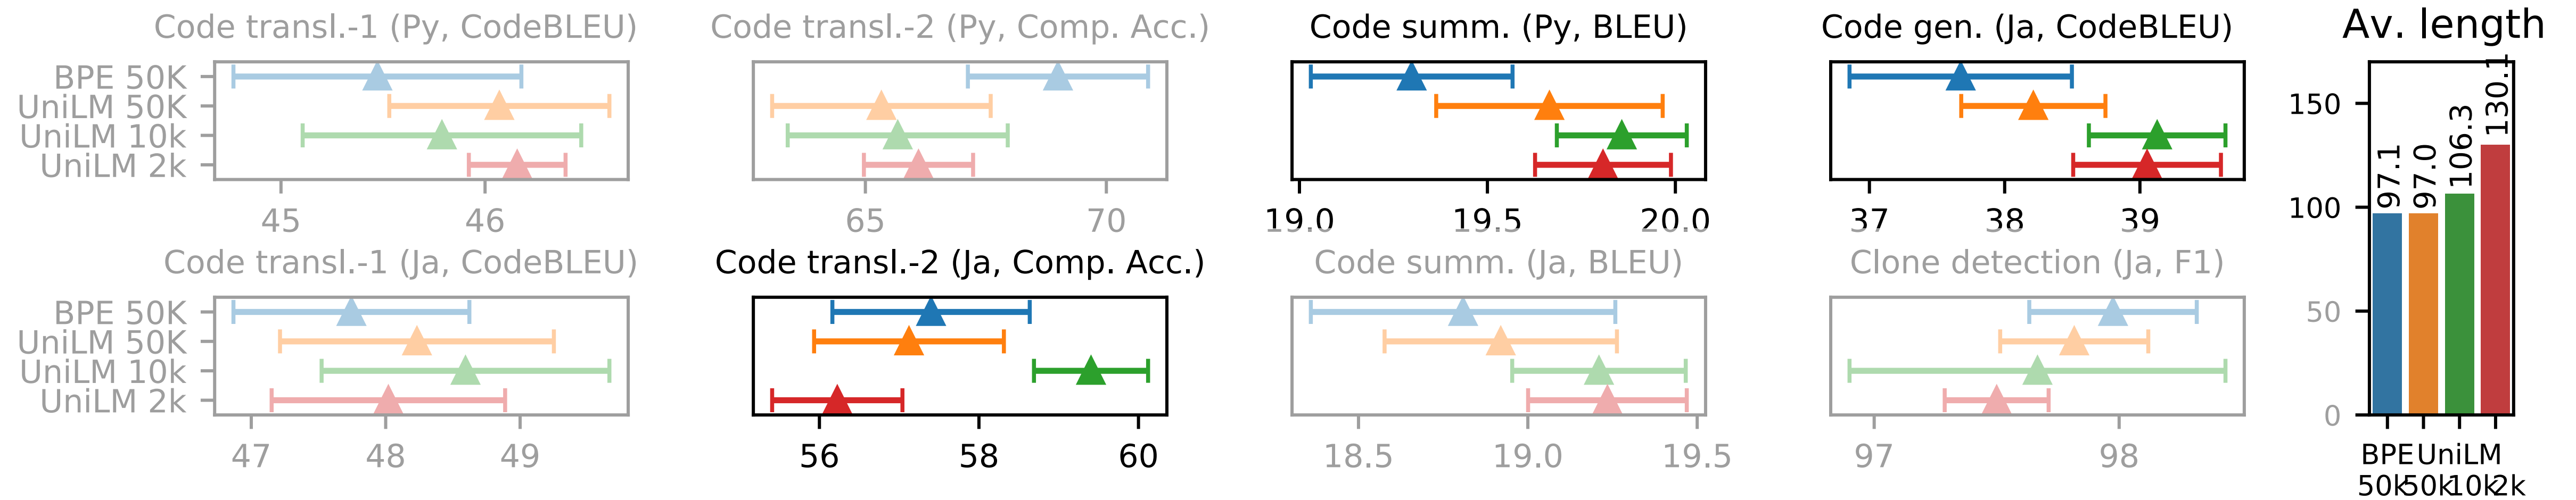 Code transl.-1 (Py, CodeBLEU)
BPE 50K
UniLM 50K
UniLM 10k
UniLM 2k
45 46
Code transl.-2 (Py, Comp. Acc.)
65 70
Code summ. (Py, BLEU)
19.0 19.5 20.0
Code gen. (Ja, CodeBLEU)
37 38 39
Code transl.-1 (Ja, CodeBLEU)
BPE 50K
UniLM 50K
UniLM 10k
UniLM 2k
47 48 49
Code transl.-2 (Ja, Comp. Acc.)
56 58 60
Code summ. (Ja, BLEU)
18.5 19.0 19.5
Clone detection (Ja, F1)
97 98
Av. length
150
100
50
0
97.1
97.0
106.3
130.1
BPE UniLM
50K 50k 10k 2k